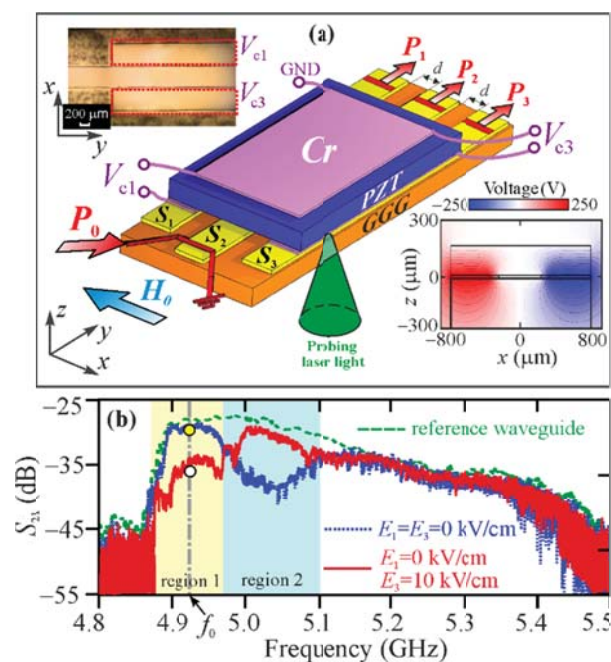 (a)
V_c1
V_c3
x
200 μm
y
GND
P_1
d
P_2
d
P_3
V_c3
Cr
V_c1
PZT
GGG
S_1
S_2
S_3
P_0
H_0
z
y
x
Probing
laser light
Voltage(V)
−250 250
300
0
−300
z (μm)
−800 0 800
x (μm)
(b)
−25
−35
−45
−55
S_21 (dB)
reference waveguide
E_1=E_3=0 kV/cm
E_1=0 kV/cm
E_3=10 kV/cm
region 1 region 2
4.8 4.9 5.0 5.1 5.2 5.3 5.4 5.5
f_0
Frequency (GHz)